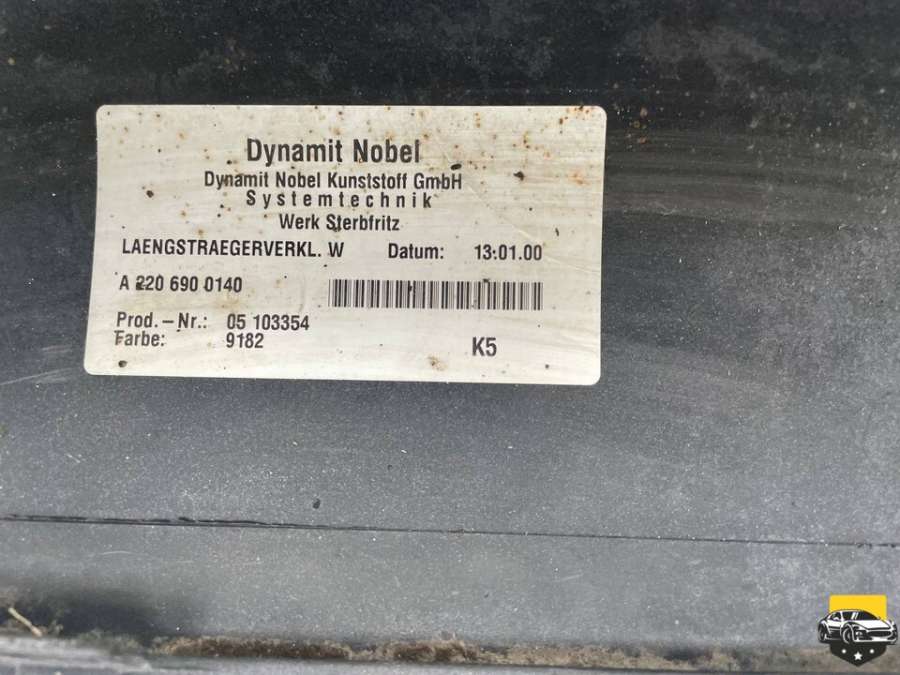 Dynamit Nobel
Dynamit Nobel Kunststoff GmbH
Systemtechnik
Werk Sterbfritz
LAENGSTRAEGERVERKL. W Datum: 13.01.00
A 220 690 0140
Prod.-Nr.: 05 103354
Farbe: 9182
K5